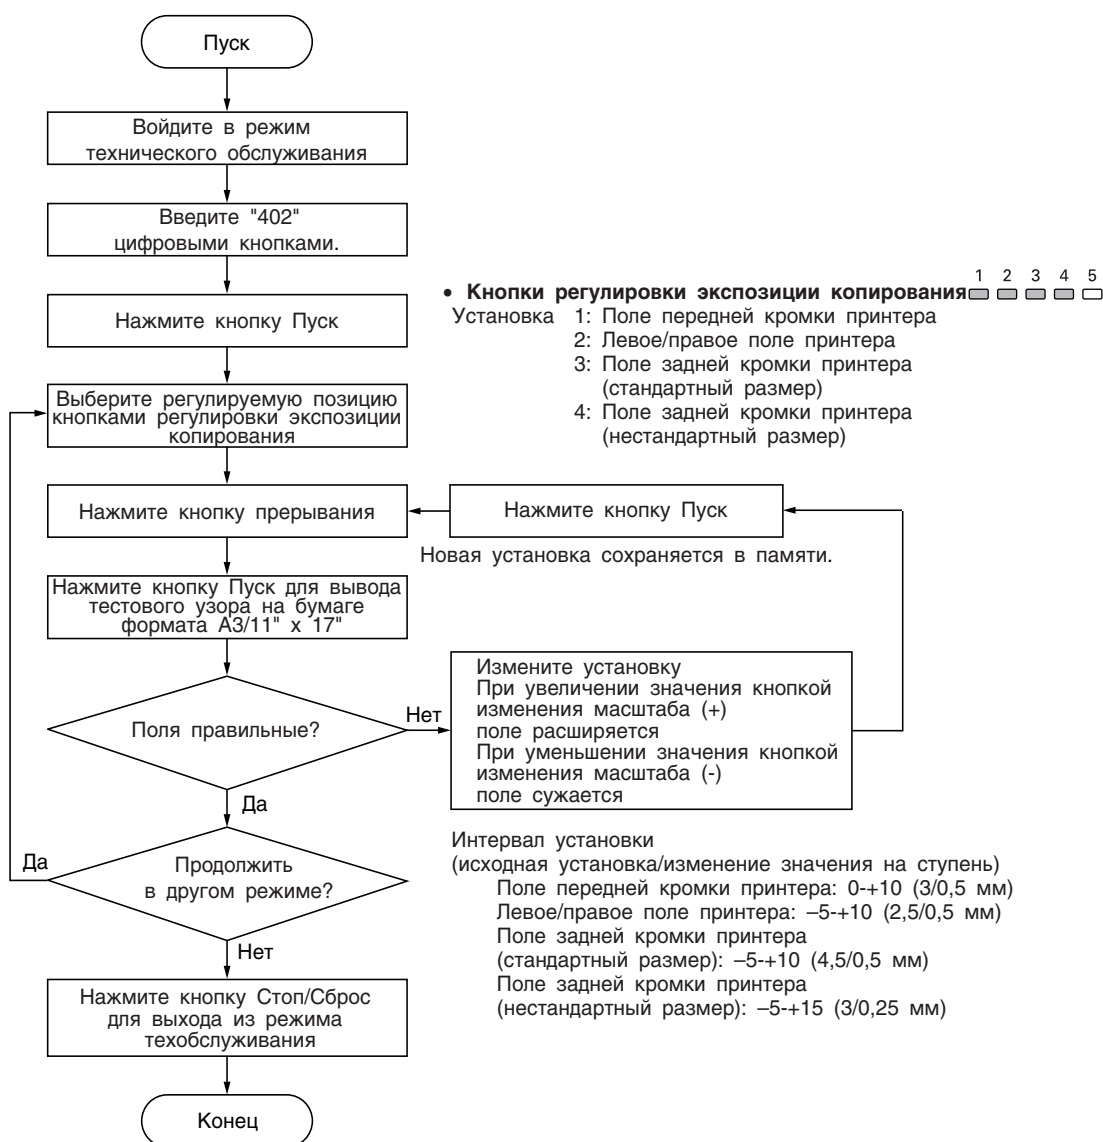 Пуск
Войдите в режим
технического обслуживания
Введите "402"
цифровыми кнопками.
Нажмите кнопку Пуск
1 2 3 4 5
• Кнопки регулировки экспозиции копирования
Установка 1: Поле передней кромки принтера
2: Левое/правое поле принтера
3: Поле задней кромки принтера
(стандартный размер)
4: Поле задней кромки принтера
(нестандартный размер)
Выберите регулируемую позицию
кнопками регулировки экспозиции
копирования
Нажмите кнопку прерывания
Нажмите кнопку Пуск
Новая установка сохраняется в памяти.
Нажмите кнопку Пуск для вывода
тестового узора на бумаге
формата A3/11" x 17"
Поля правильные?
Нет
Измените установку
При увеличении значения кнопкой
изменения масштаба (+)
поле расширяется
При уменьшении значения кнопкой
изменения масштаба (-)
поле сужается
Да
Продолжить
в другом режиме?
Да
Нет
Интервал установки
(исходная установка/изменение значения на ступень)
Поле передней кромки принтера: 0-+10 (3/0,5 мм)
Левое/правое поле принтера: –5-+10 (2,5/0,5 мм)
Поле задней кромки принтера
(стандартный размер): –5-+10 (4,5/0,5 мм)
Поле задней кромки принтера
(нестандартный размер): –5-+15 (3/0,25 мм)
Нажмите кнопку Стоп/Сброс
для выхода из режима
техобслуживания
Конец